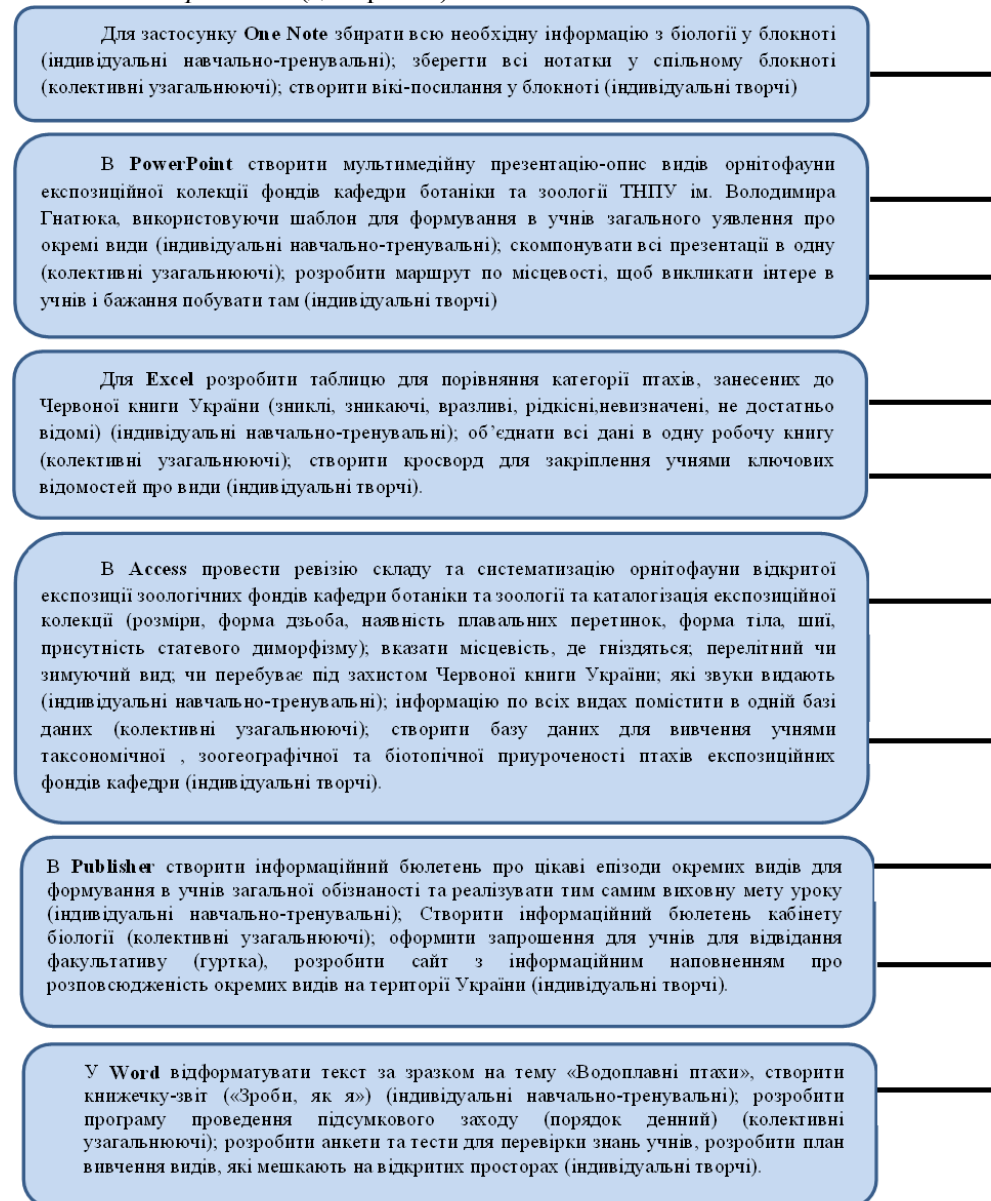 Для застосунку One Note збирати всю необхідну інформацію з біології у блокноті
(індивідуальні навчально-тренувальні); зберегти всі нотатки у спільному блокноті
(колективні узагальнюючі); створити вікі-посилання у блокноті (індивідуальні творчі)
В PowerPoint створити мультимедійну презентацію-опис видів орнітофауни
експозиційної колекції фондів кафедри ботаніки та зоології ТНПУ ім. Володимира
Гнатюка, використовуючи шаблон для формування в учнів загального уявлення про
окремі види (індивідуальні навчально-тренувальні); скомпонувати всі презентації в одну
(колективні узагальнюючі); розробити маршрут по місцевості, щоб викликати інтере в
учнів і бажання побувати там (індивідуальні творчі)
Для Excel розробити таблицю для порівняння категорії птахів, занесених до
Червоної книги України (зниклі, зникаючі, вразливі, рідкісні,невизначені, не достатньо
відомі) (індивідуальні навчально-тренувальні); об’єднати всі дані в одну робочу книгу
(колективні узагальнюючі); створити кросворд для закріплення учнями ключових
відомостей про види (індивідуальні творчі).
В Access провести ревізію складу та систематизацію орнітофауни відкритої
експозиції зоологічних фондів кафедри ботаніки та зоології та каталогізація експозиційної
колекції (розміри, форма дзьоба, наявність плавальних перетинок, форма тіла, шиї,
присутність статевого диморфізму); вказати місцевість, де гніздяться; перелітний чи
зимуючий вид; чи перебуває під захистом Червоної книги України; які звуки видають
(індивідуальні навчально-тренувальні); інформацію по всіх видах помістити в одній базі
даних (колективні узагальнюючі); створити базу даних для вивчення учнями
таксономічної , зоогеографічної та біотопічної приуроченості птахів експозиційних
фондів кафедри (індивідуальні творчі).
В Publisher створити інформаційний бюлетень про цікаві епізоди окремих видів для
формування в учнів загальної обізнаності та реалізувати тим самим виховну мету уроку
(індивідуальні навчально-тренувальні); Створити інформаційний бюлетень кабінету
біології (колективні узагальнюючі); оформити запрошення для учнів для відвідання
факультативу (гуртка), розробити сайт з інформаційним наповненням про
розповсюдженість окремих видів на території України (індивідуальні творчі).
У Word відформатувати текст за зразком на тему «Водоплавні птахи», створити
книжечку-звіт («Зроби, як я») (індивідуальні навчально-тренувальні); розробити
програму проведення підсумкового заходу (порядок денний) (колективні
узагальнюючі); розробити анкети та тести для перевірки знань учнів, розробити план
вивчення видів, які мешкають на відкритих просторах (індивідуальні творчі).